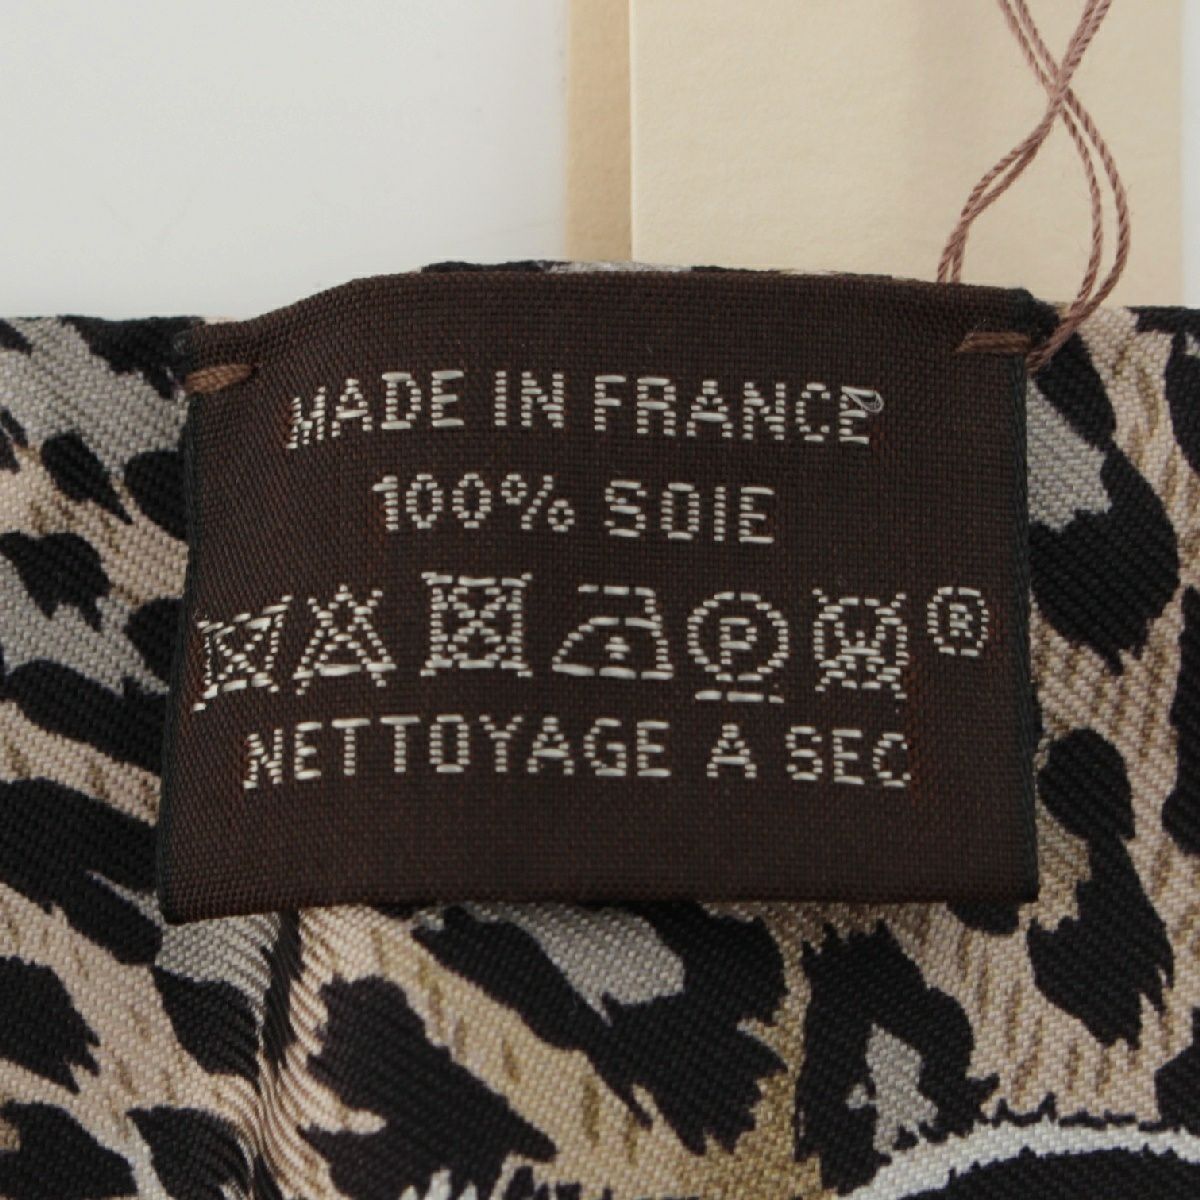 MADE IN FRANCE
100% SOIE
P W ®
NETTOYAGE A SEC